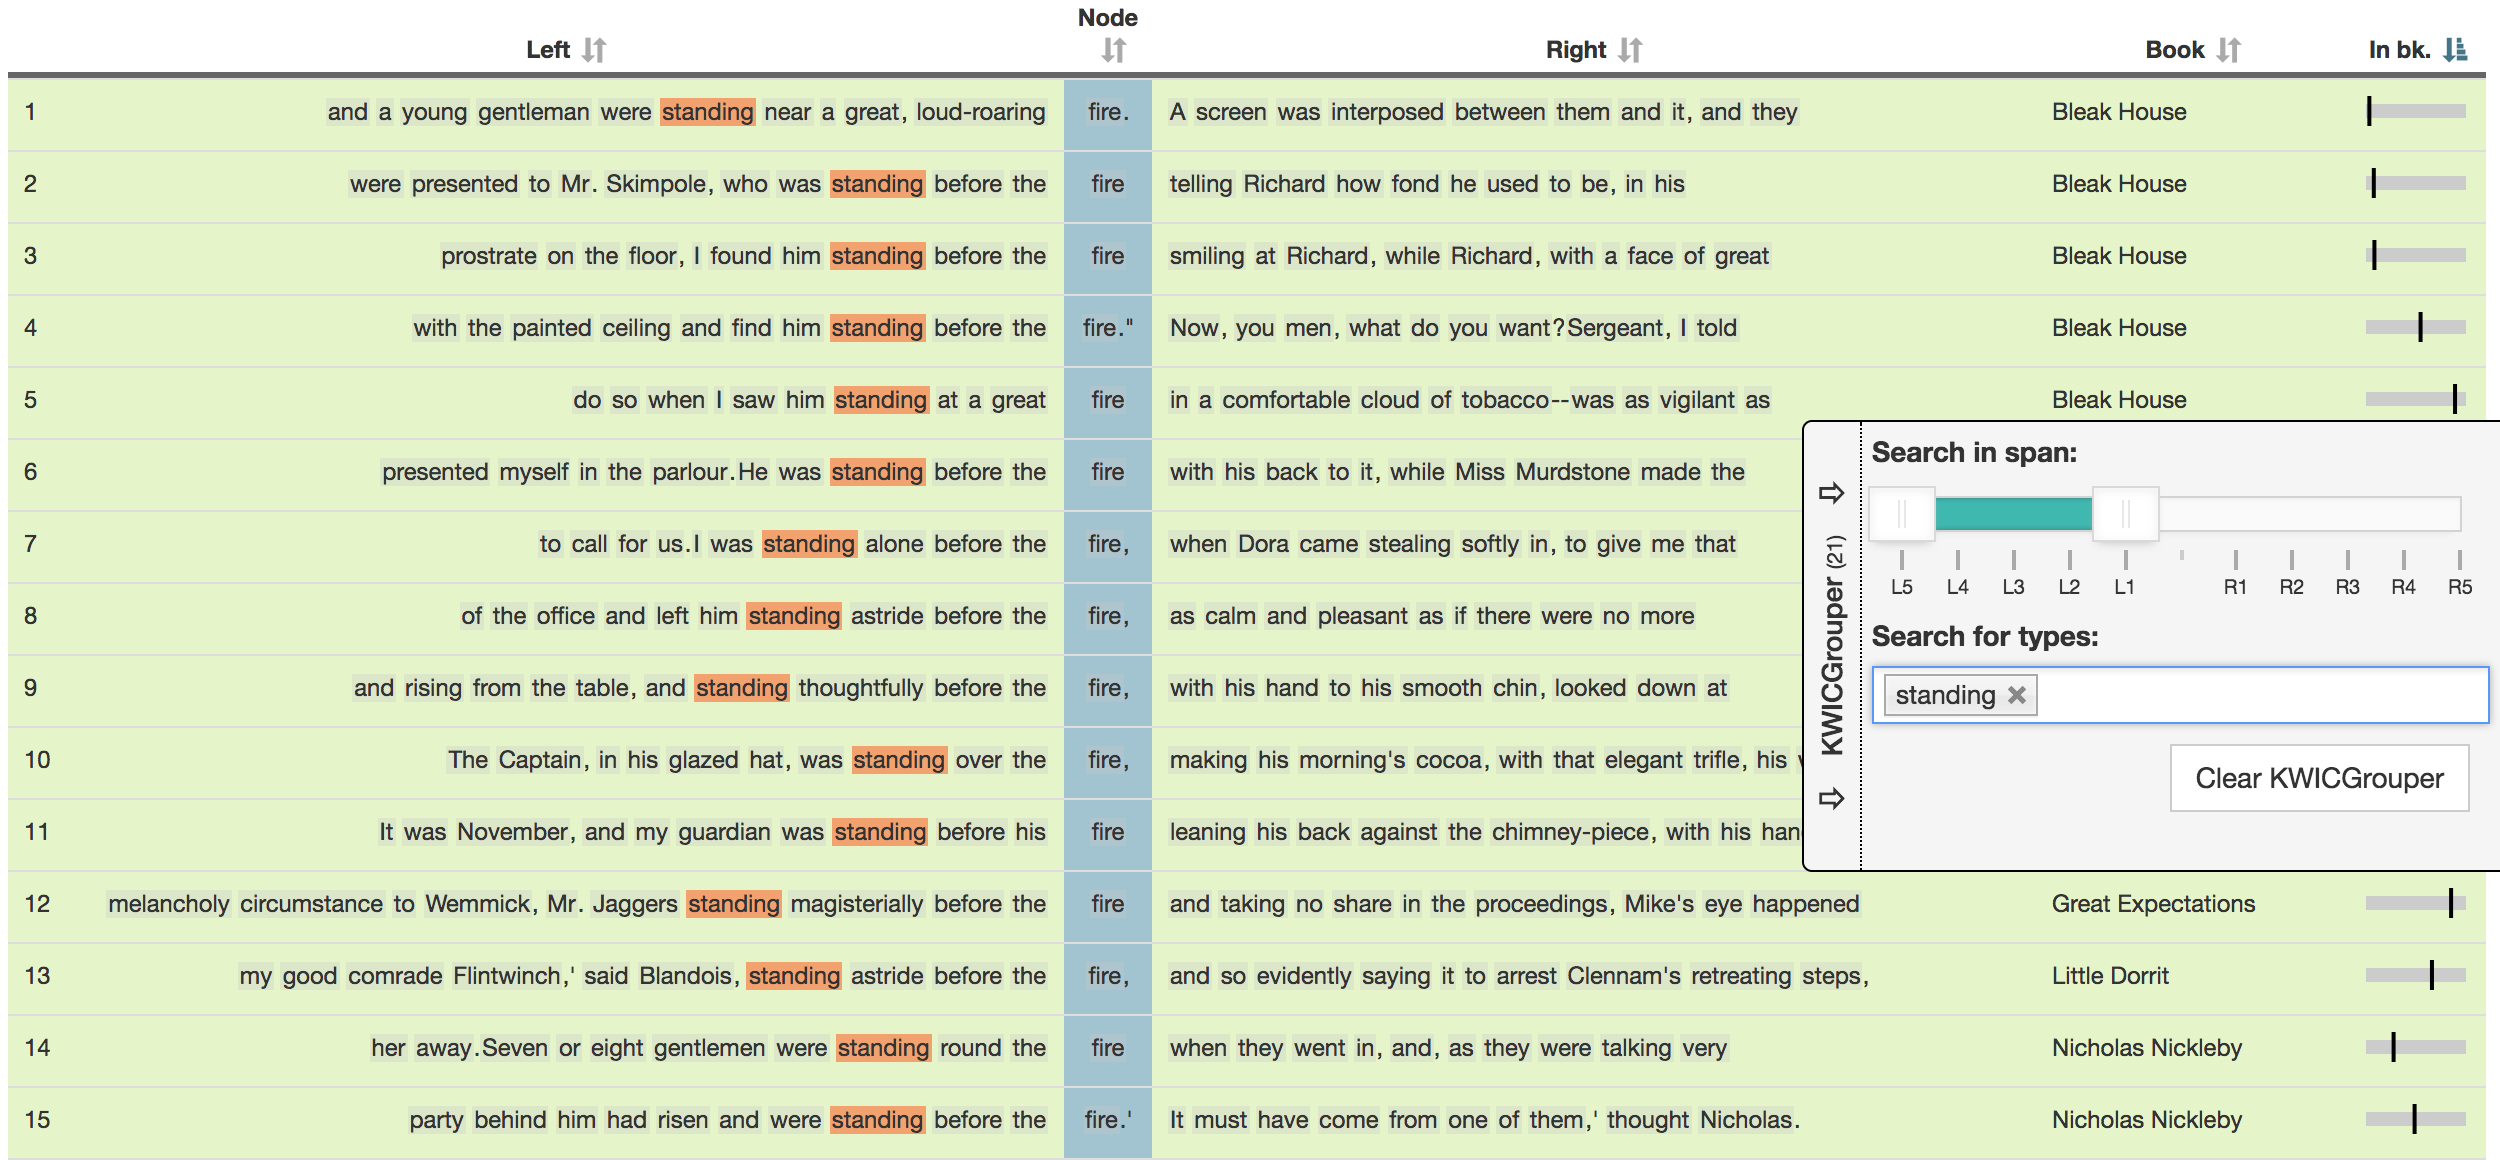 Left Node Right Book In bk.
1 and a young gentleman were standing near a great, loud-roaring fire. A screen was interposed between them and it, and they Bleak House
2 were presented to Mr. Skimpole, who was standing before the fire telling Richard how fond he used to be, in his Bleak House
3 prostrate on the floor, I found him standing before the fire smiling at Richard, while Richard, with a face of great Bleak House
4 with the painted ceiling and find him standing before the fire." Now, you men, what do you want?Sergeant, I told Bleak House
5 do so when I saw him standing at a great fire in a comfortable cloud of tobacco--was as vigilant as Bleak House
6 presented myself in the parlour.He was standing before the fire with his back to it, while Miss Murdstone made the
7 to call for us.I was standing alone before the fire, when Dora came stealing softly in, to give me that
8 of the office and left him standing astride before the fire, as calm and pleasant as if there were no more
9 and rising from the table, and standing thoughtfully before the fire, with his hand to his smooth chin, looked down at
10 The Captain, in his glazed hat, was standing over the fire, making his morning's cocoa, with that elegant trifle, his
11 It was November, and my guardian was standing before his fire leaning his back against the chimney-piece, with his
12 melancholy circumstance to Wemmick, Mr. Jaggers standing magisterially before the fire and taking no share in the proceedings, Mike's eye happened Great Expectations
13 my good comrade Flintwinch,' said Blandois, standing astride before the fire, and so evidently saying it to arrest Clennam's retreating steps, Little Dorrit
14 her away.Seven or eight gentlemen were standing round the fire when they went in, and, as they were talking very Nicholas Nickleby
15 party behind him had risen and were standing before the fire.' It must have come from one of them,' thought Nicholas. Nicholas Nickleby
KWICGrouper (21)
Search in span:
L5 L4 L3 L2 L1 R1 R2 R3 R4 R5
Search for types:
standing
Clear KWICGrouper